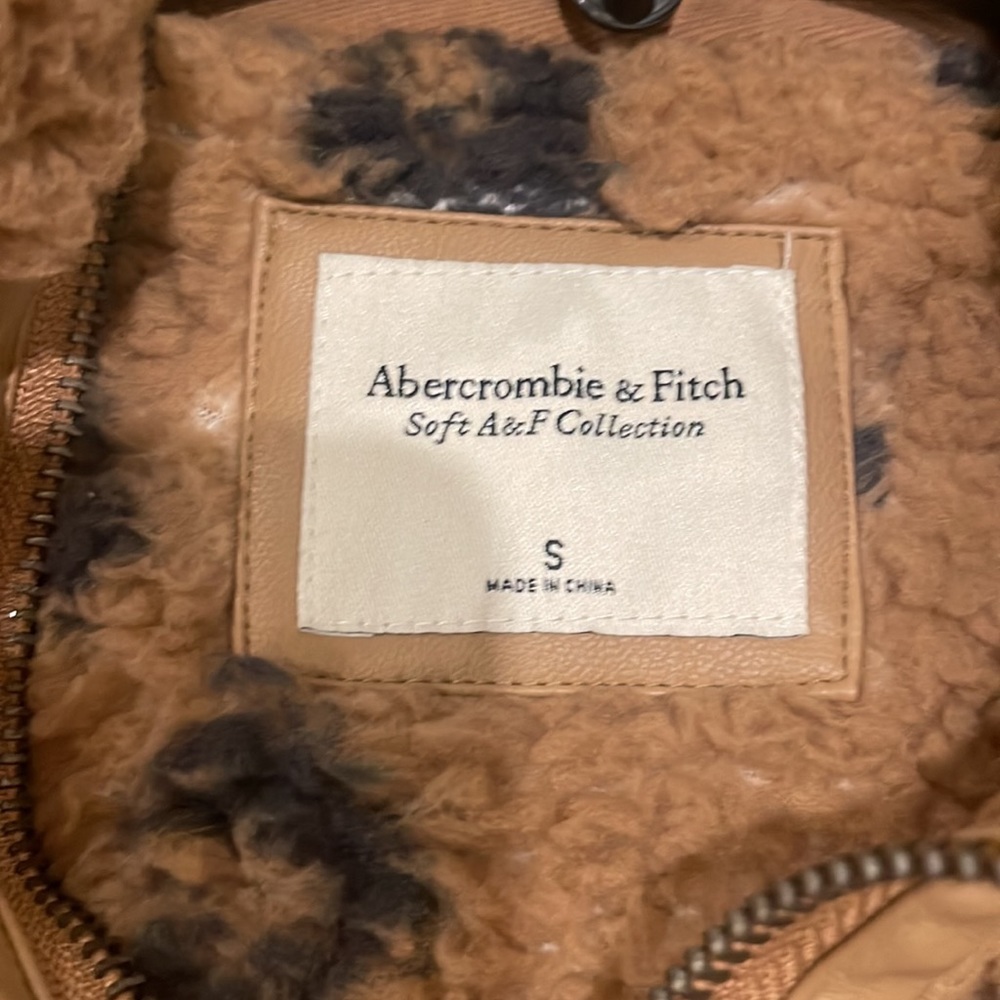 Abercrombie & Fitch
Soft A&F Collection
S
MADE IN CHINA